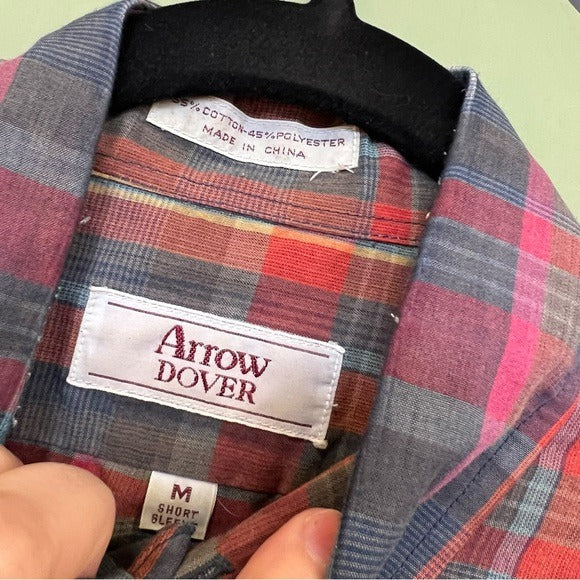 55% COTTON-45% POLYESTER
MADE IN CHINA
Arrow
DOVER
M
SHORT
SLEEVE